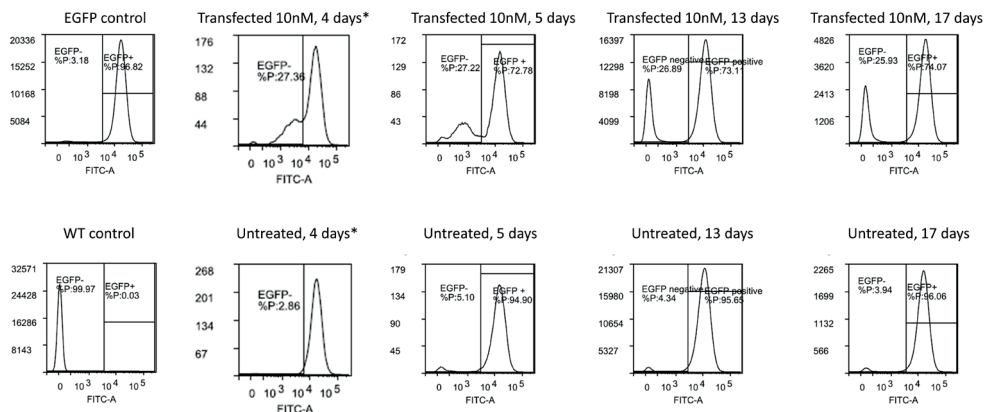 EGFP control
20336
15252
10168
5084
EGFP-
%P:3.18
EGFP+
%P:96.82
0 10³ 10⁴ 10⁵
FITC-A
Transfected 10nM, 4 days*
176
132
88
44
EGFP-
%P:27.36
0 10³ 10⁴ 10⁵
FITC-A
Transfected 10nM, 5 days
172
129
86
43
EGFP-
%P:27.22
EGFP +
%P:72.78
0 10³ 10⁴ 10⁵
FITC-A
Transfected 10nM, 13 days
16397
12298
8198
4099
EGFP negative
%P:26.89
EGFP positive
%P:73.11
0 10³ 10⁴ 10⁵
FITC-A
Transfected 10nM, 17 days
4826
3620
2413
1206
EGFP-
%P:25.93
EGFP+
%P:74.07
0 10³ 10⁴ 10⁵
FITC-A
WT control
32571
24428
16286
8143
EGFP-
%P:99.97
EGFP+
%P:0.03
0 10³ 10⁴ 10⁵
FITC-A
Untreated, 4 days*
268
201
134
67
EGFP-
%P:2.86
0 10³ 10⁴ 10⁵
FITC-A
Untreated, 5 days
179
134
90
45
EGFP-
%P:5.10
EGFP +
%P:94.90
0 10³ 10⁴ 10⁵
FITC-A
Untreated, 13 days
21307
15980
10654
5327
EGFP negative
%P:4.34
EGFP positive
%P:95.65
0 10³ 10⁴ 10⁵
FITC-A
Untreated, 17 days
2265
1699
1132
566
EGFP-
%P:3.94
EGFP+
%P:96.06
0 10³ 10⁴ 10⁵
FITC-A